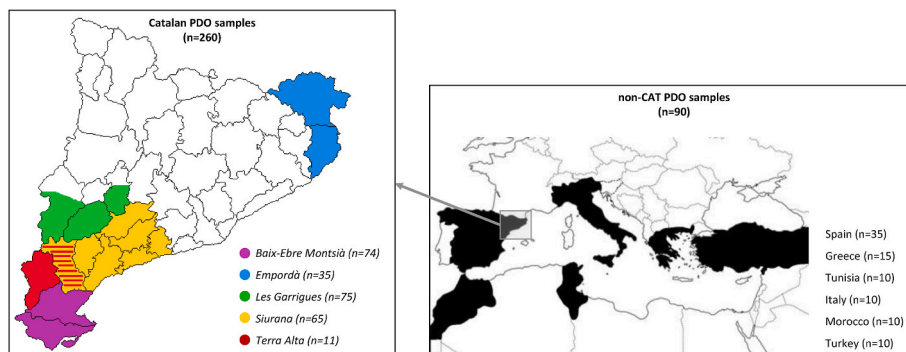 Catalan PDO samples
(n=260)
Baix-Ebre Montsià (n=74)
Empordà (n=35)
Les Garrigues (n=75)
Siurana (n=65)
Terra Alta (n=11)
non-CAT PDO samples
(n=90)
Spain (n=35)
Greece (n=15)
Tunisia (n=10)
Italy (n=10)
Morocco (n=10)
Turkey (n=10)